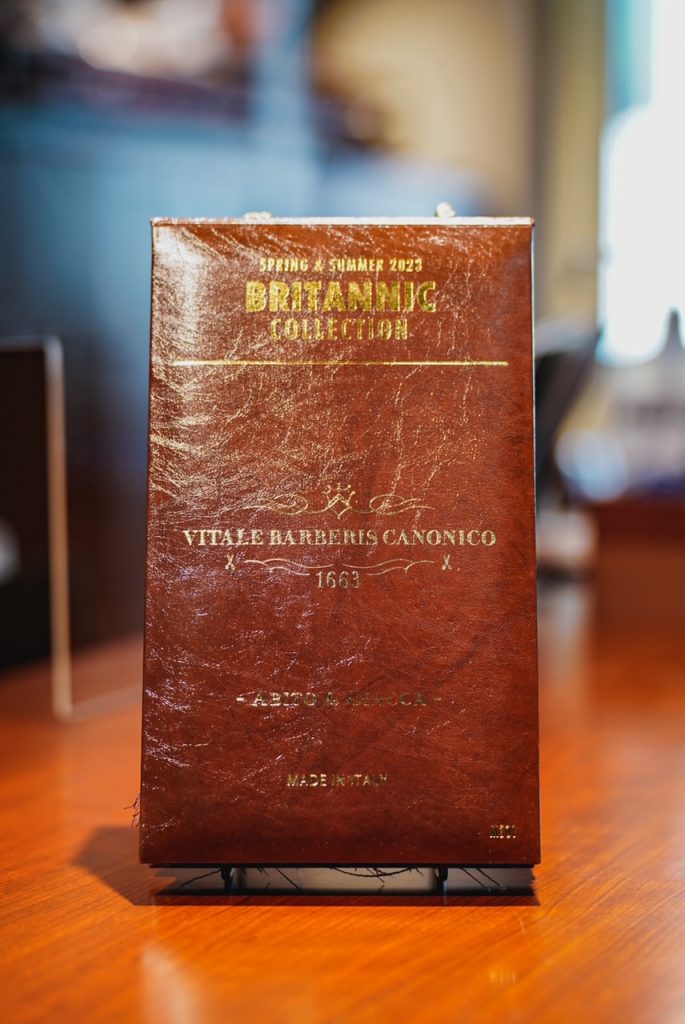 SPRING & SUMMER 2023
BRITANNIC
COLLECTION
VITALE BARBERIS CANONICO
1663
- ABITO & GIACCA -
MADE IN ITALY